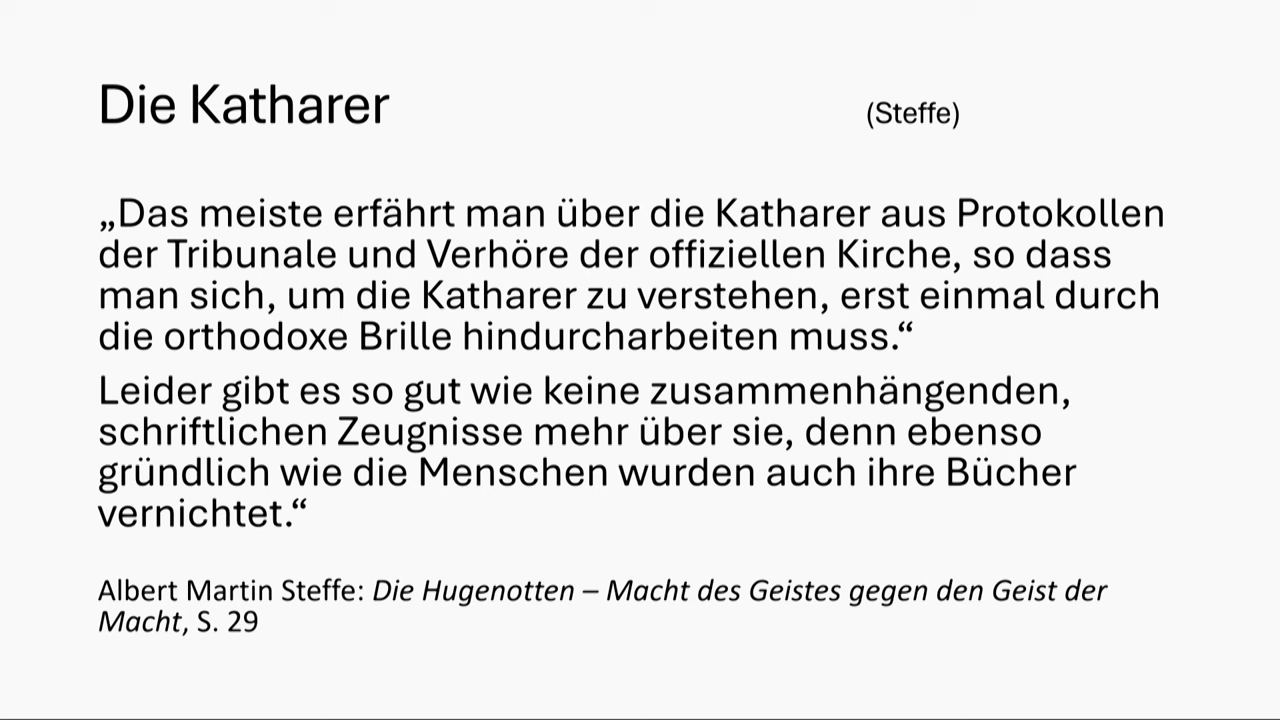 Die Katharer (Steffe)
„Das meiste erfährt man über die Katharer aus Protokollen
der Tribunale und Verhöre der offiziellen Kirche, so dass
man sich, um die Katharer zu verstehen, erst einmal durch
die orthodoxe Brille hindurcharbeiten muss.“
Leider gibt es so gut wie keine zusammenhängenden,
schriftlichen Zeugnisse mehr über sie, denn ebenso
gründlich wie die Menschen wurden auch ihre Bücher
vernichtet.“
Albert Martin Steffe: Die Hugenotten – Macht des Geistes gegen den Geist der
Macht, S. 29